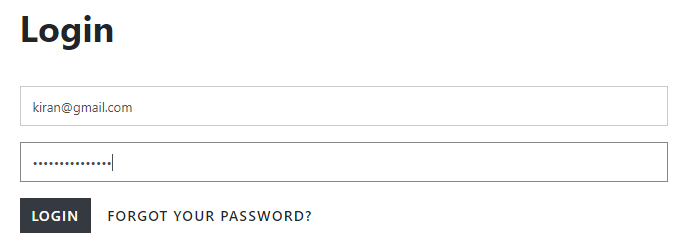 Login
kiran@gmail.com
•••••••••••••••
LOGIN FORGOT YOUR PASSWORD?